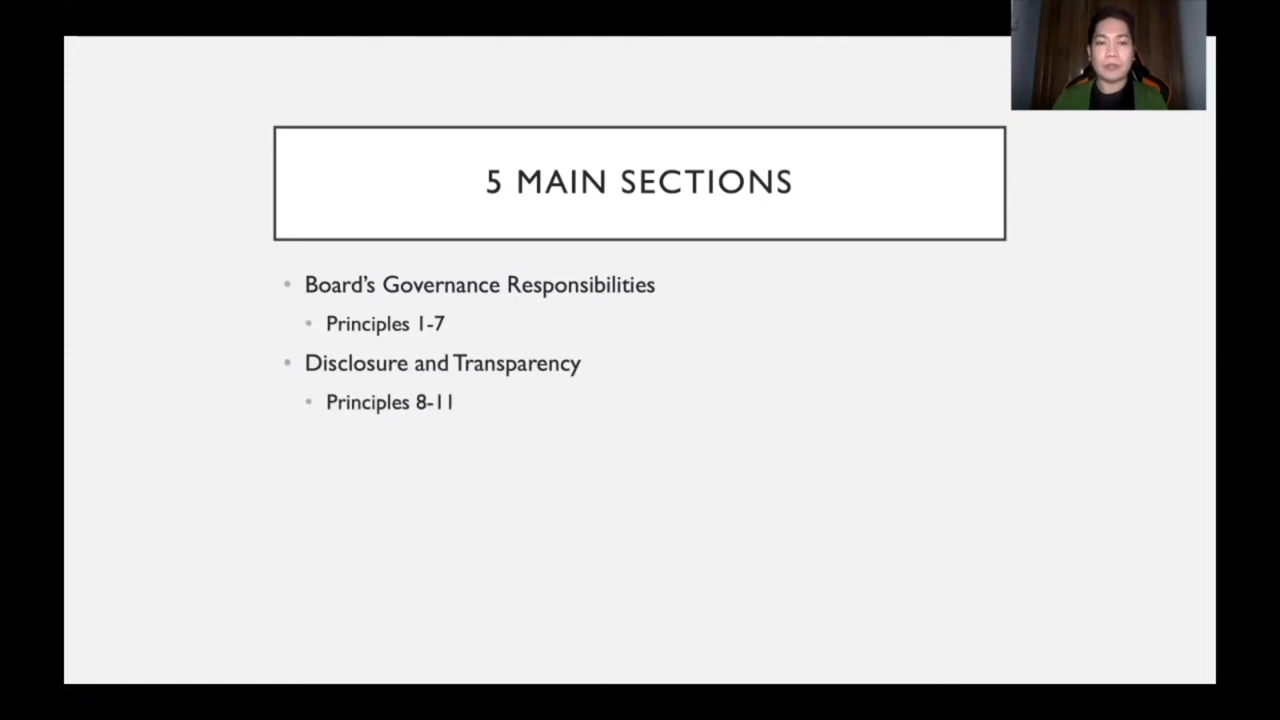 5 MAIN SECTIONS
Board's Governance Responsibilities
Principles 1-7
Disclosure and Transparency
Principles 8-11